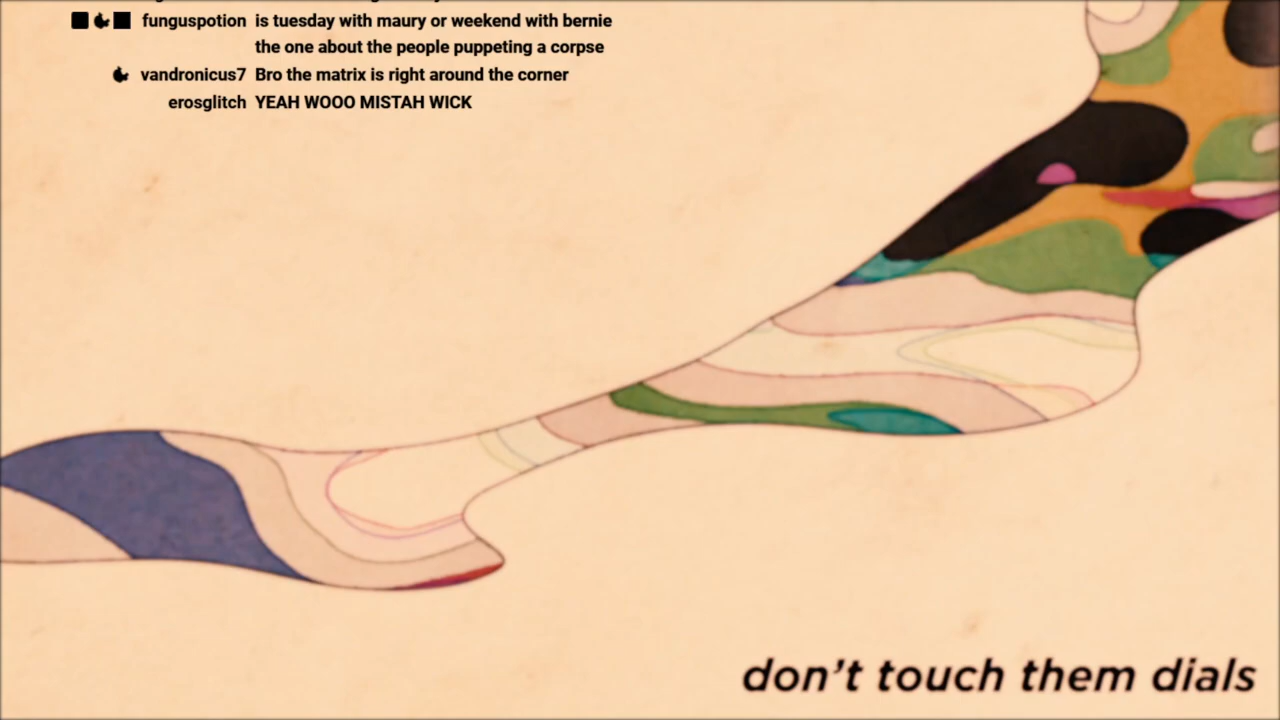 funguspotion is tuesday with maury or weekend with bernie
the one about the people puppeting a corpse
vandronicus7 Bro the matrix is right around the corner
erosglitch YEAH WOOO MISTAH WICK
don't touch them dials